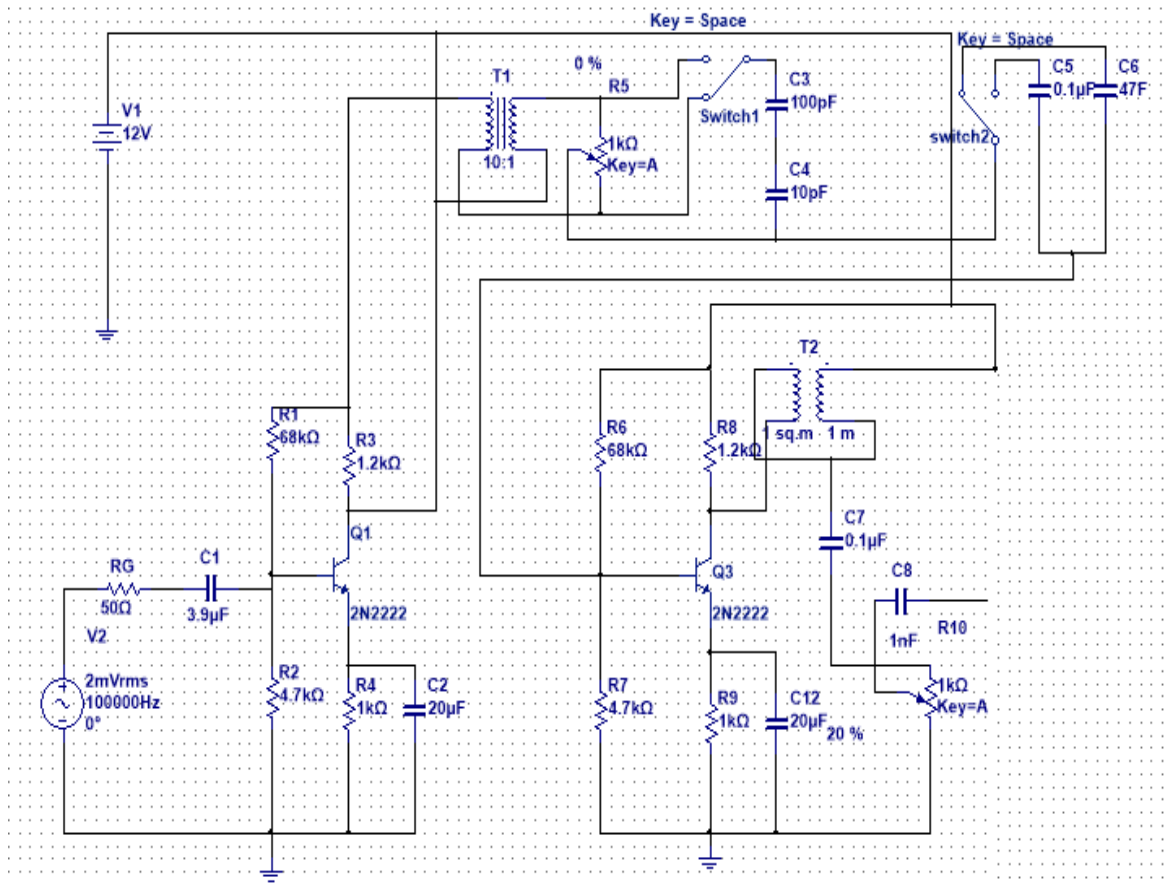 Key = Space
Key = Space
0 %
T1
R5
C5
C6
C3
V1
12V
0.1µF
47F
100pF
Switch1
1kΩ
switch2
10:1
Key=A
C4
10pF
T2
R1
68kΩ
R3
1.2kΩ
R6
68kΩ
R8
1.2kΩ
1 sq.m
1 m
Q1
C7
0.1µF
RG
50Ω
C1
3.9µF
Q3
C8
2N2222
2N2222
1nF
R10
V2
2mVrms
100000Hz
0°
R2
4.7kΩ
R4
1kΩ
C2
20µF
R7
4.7kΩ
R9
1kΩ
C12
20µF
20 %
1kΩ
Key=A